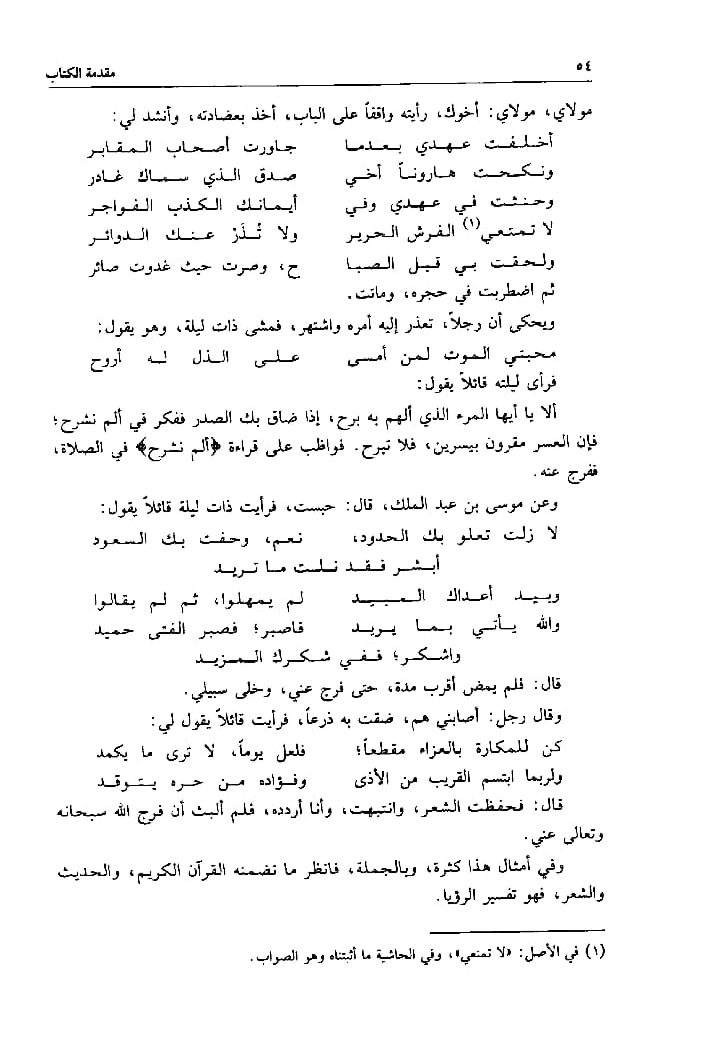 ٥٤
مقدمة الكتاب
مولاي، مولاي: أخوك، رأيته واقفاً على الباب، أخذ بعضادته، وأنشد لي:
أخلفت عهدي بعدما جاورت أصحاب المقابر
ونكحت هاروناً أخي صدق الذي سماك غادر
وحنثت في عهدي وفي أيمانك الكذب الفواجر
لا تمتعي(١) الفرش الحرير ولا تُدَرْ عنك الدوائر
ولحقت بي قبل الصبا ح، وصرت حيث غدوت صائر
ثم اضطربت في حجره، وماتت.
ويحكى أن رجلاً، تعذر إليه أمره واشتهر، فمشى ذات ليلة، وهو يقول:
محبتي الموت لمن أمسى على الذل له أروح
فرأى ليلته قائلاً يقول:
ألا يا أيها المرء الذي ألهم به برح، إذا ضاق بك الصدر ففكر في ألم نشرح؛
فإن العسر مقرون بيسرين، فلا تبرح. فواظب على قراءة ﴿ألم نشرح﴾ في الصلاة،
ففرج عنه.
وعن موسى بن عبد الملك، قال: حبست، فرأيت ذات ليلة قائلاً يقول:
لا زلت تعلو بك الحدود، نعم، وحفت بك السعود
أبشر فقد نلت ما تريد
وبيد أعداك المبيد لم يمهلوا، ثم لم يقالوا
والله يأتي بما يريد فاصبر؛ فصبر الفتى حميد
واشكر؛ ففي شكرك المزيد
قال: فلم يمض أقرب مدة، حتى فرج عني، وخلى سبيلي.
وقال رجل: أصابني هم، ضقت به ذرعاً، فرأيت قائلاً يقول لي:
كن للمكارة بالعزاء مقطعاً؛ فلعل يوماً، لا ترى ما يكمد
ولربما ابتسم القريب من الأذى وفؤاده من حره يتوقد
قال: فحفظت الشعر، وانتبهت، وأنا أردده، فلم ألبث أن فرج الله سبحانه
وتعالى عني.
وفي أمثال هذا كثرة، وبالجملة، فانظر ما تضمنه القرآن الكريم، والحديث
والشعر، فهو تفسير الرؤيا.
(١) في الأصل: «لا تمنعي»، وفي الحاشية ما أثبتناه وهو الصواب.